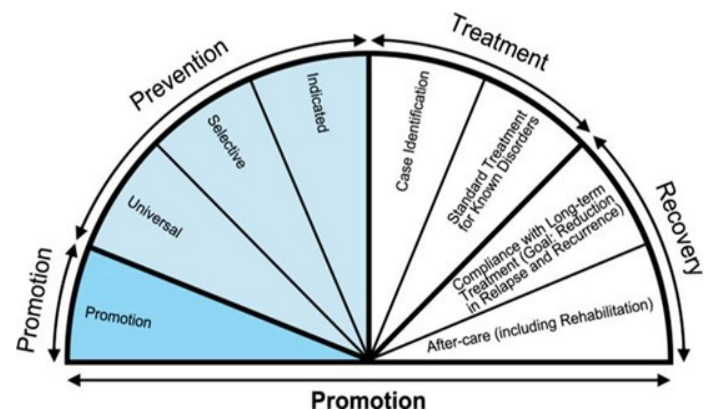 Prevention
Treatment
Recovery
Promotion
Promotion
Universal
Selective
Indicated
Case Identification
Standard Treatment
for Known Disorders
Compliance with Long-term
Treatment (Goal: Reduction
in Relapse and Recurrence)
After-care (including Rehabilitation)
Promotion